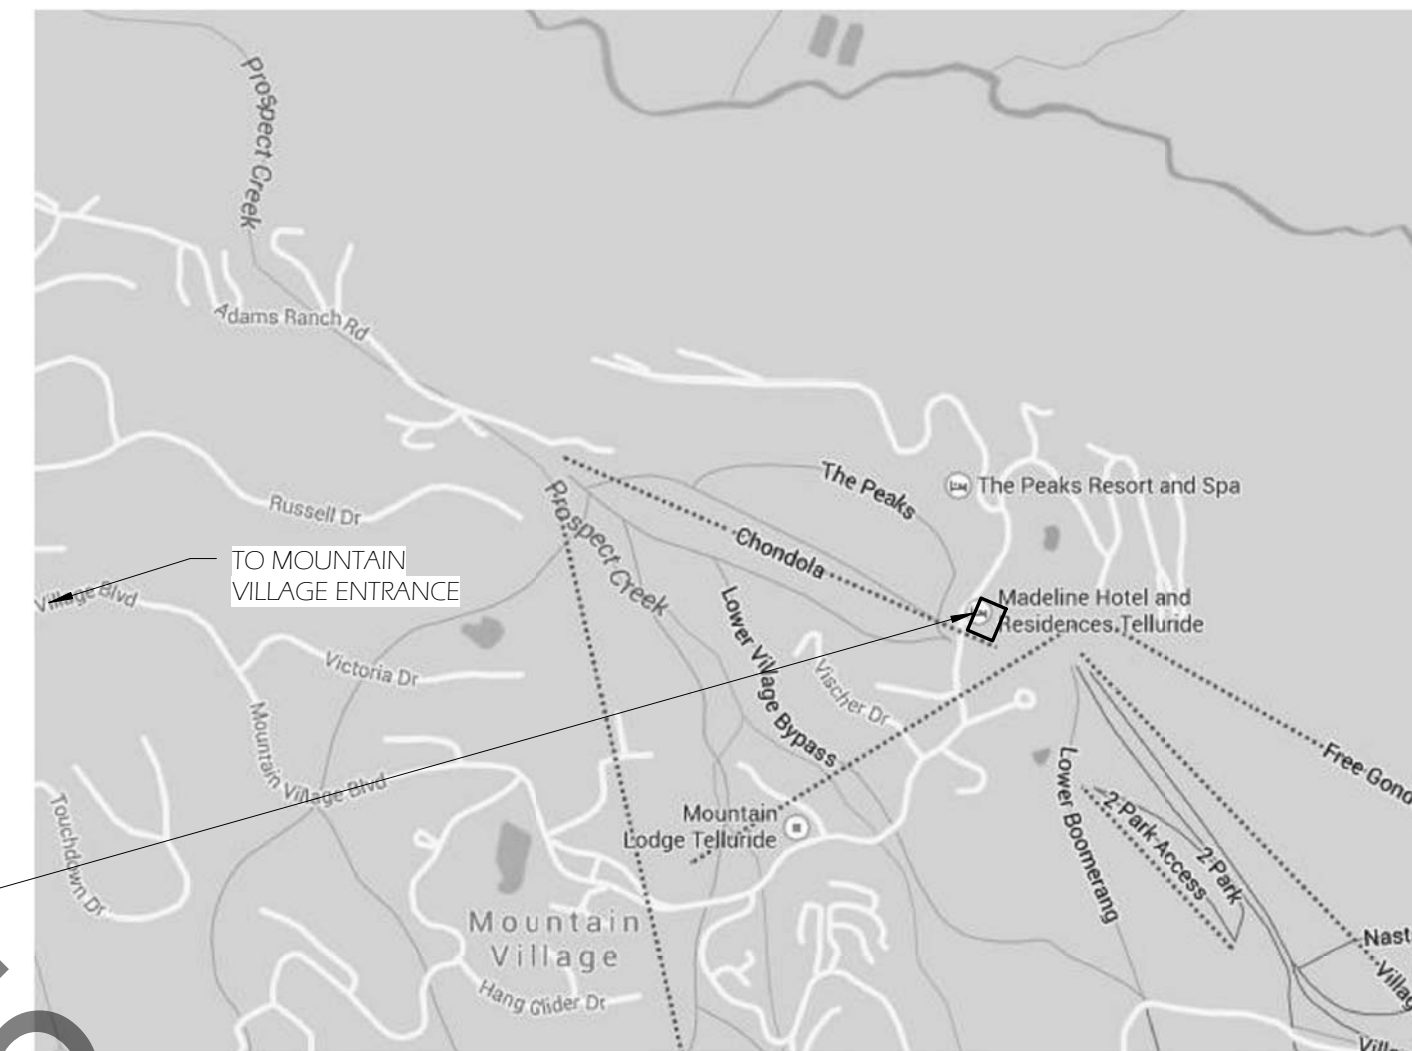 Prospect Creek
Adams Ranch Rd
The Peaks
The Peaks Resort and Spa
Russell Dr
Prospect Creek
Chondola
TO MOUNTAIN
VILLAGE ENTRANCE
Village Blvd
Madeline Hotel and
Residences Telluride
Lower Village Bypass
Victoria Dr
Vischer Dr
Mountain Village Blvd
Free Gond
Lower Boomerang
2 Park Access
2 Park
Touchdown Dr
Mountain
Lodge Telluride
Mountain
Village
Nast
Villag
Hang Glider Dr
Ville